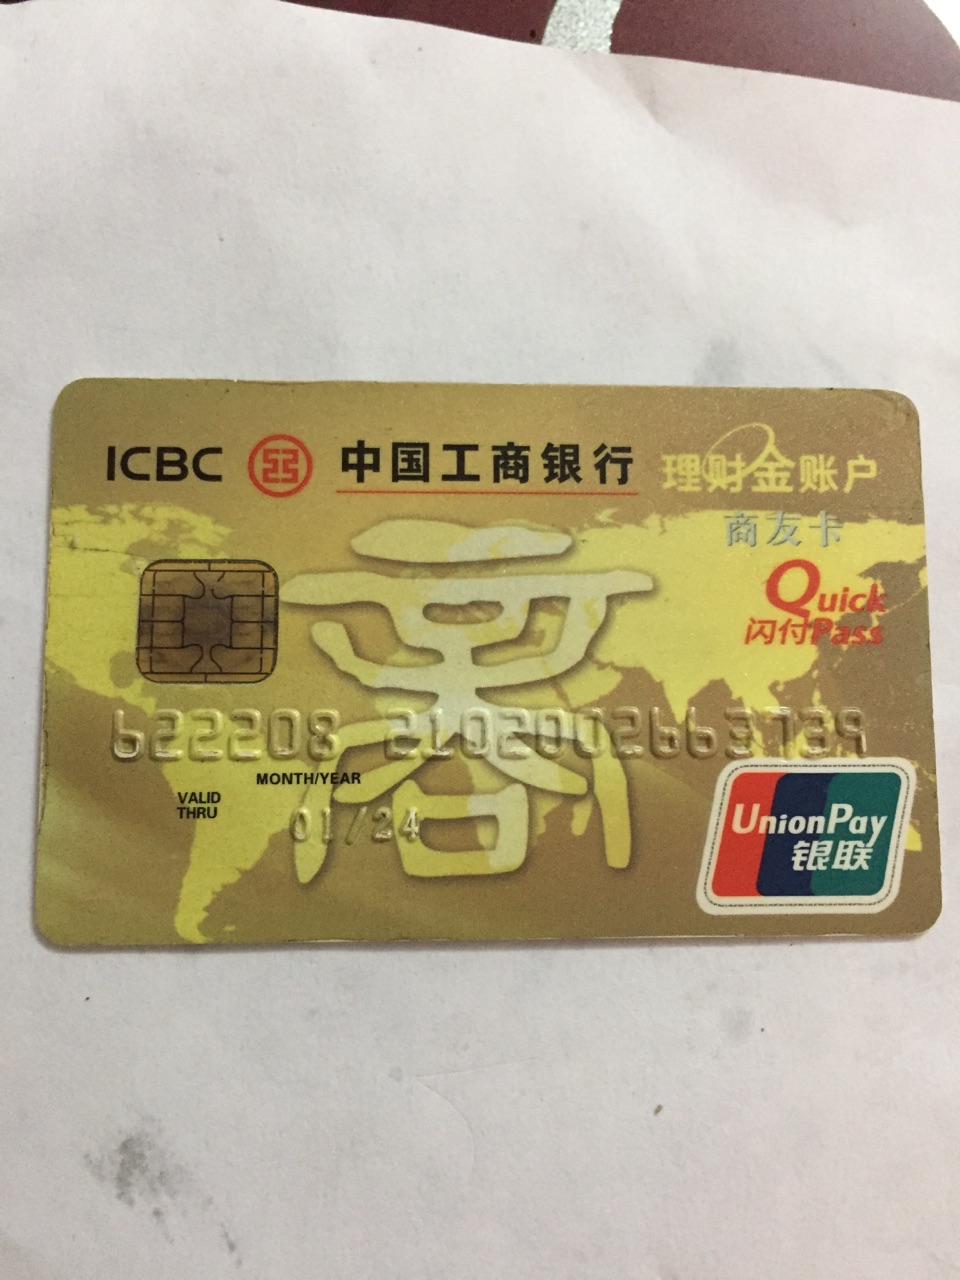 ICBC 中国工商银行 理财金账户
商友卡
Quick
闪付Pass
商
622208 2102002663739
MONTH/YEAR
VALID
THRU
01/24
UnionPay
银联